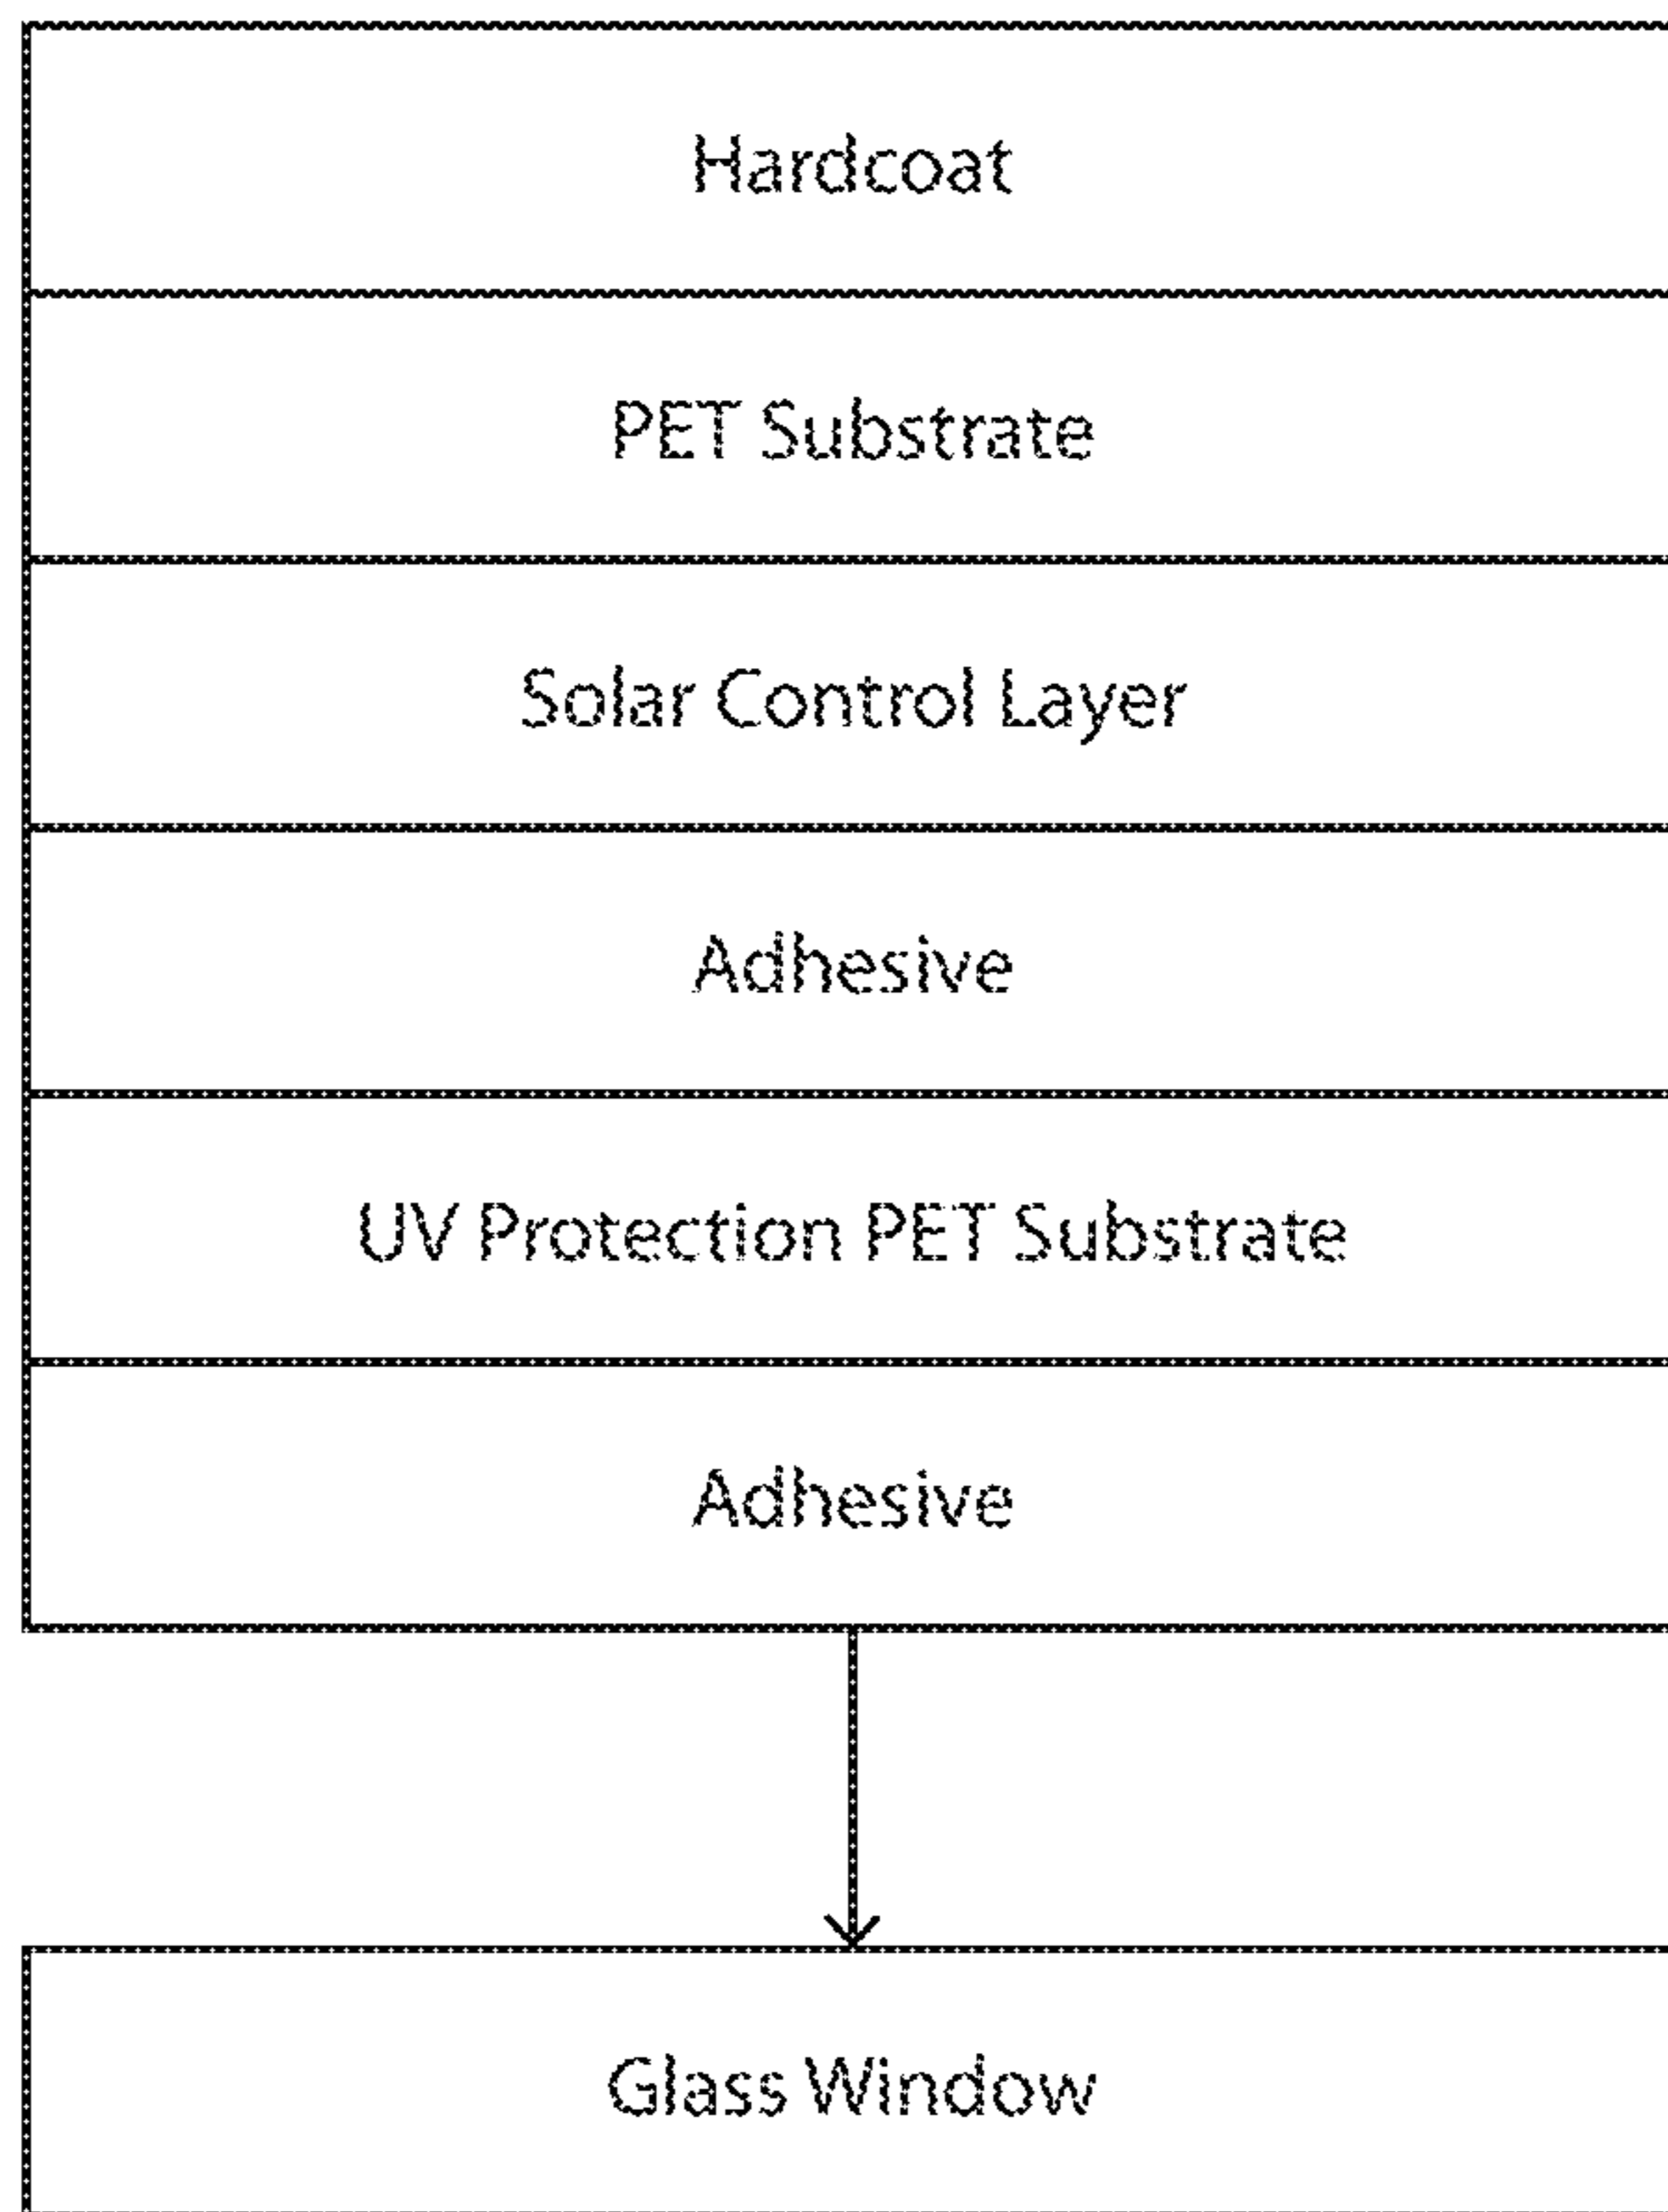 Hardcoat
PET Substrate
Solar Control Layer
Adhesive
UV Protection PET Substrate
Adhesive
Glass Window